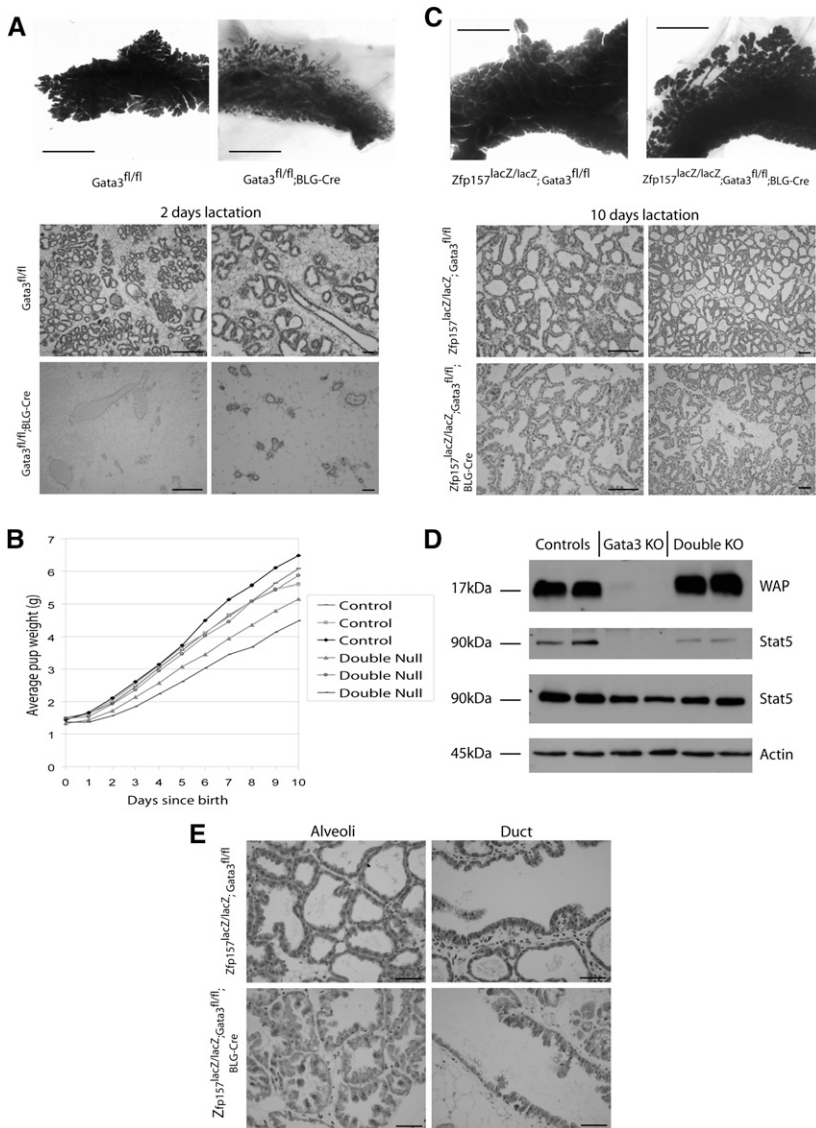 A
Gata3fl/fl
Gata3fl/fl;BLG-Cre
2 days lactation
Gata3fl/fl
Gata3fl/fl;BLG-Cre
C
Zfp157lacZ/lacZ; Gata3fl/fl
Zfp157lacZ/lacZ;Gata3fl/fl;BLG-Cre
10 days lactation
Zfp157lacZ/lacZ; Gata3fl/fl
Zfp157lacZ/lacZ;Gata3fl/fl;
BLG-Cre
B
7
6
5
4
3
2
1
0
Average pup weight (g)
0 1 2 3 4 5 6 7 8 9 10
Days since birth
Control
Control
Control
Double Null
Double Null
Double Null
D
Controls Gata3 KO Double KO
17kDa WAP
90kDa Stat5
90kDa Stat5
45kDa Actin
E
Alveoli Duct
Zfp157lacZ/lacZ; Gata3fl/fl
Zfp157lacZ/lacZ;Gata3fl/fl;
BLG-Cre